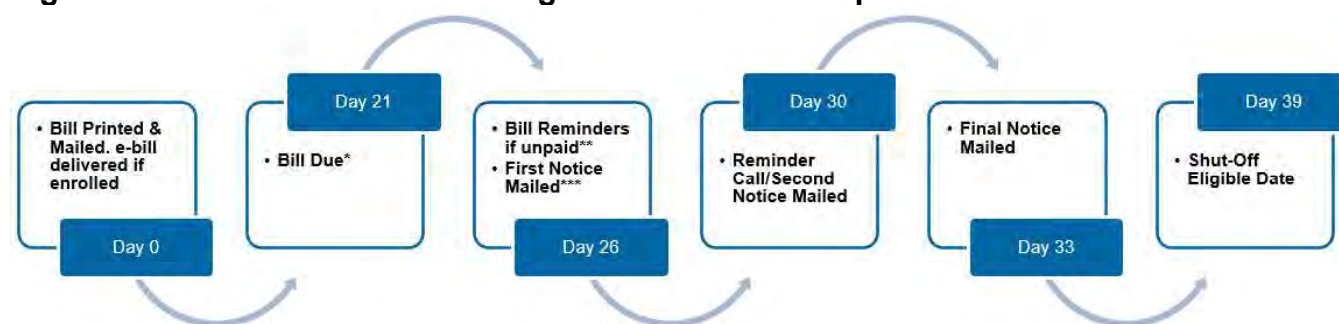 • Bill Printed &
Mailed. e-bill
delivered if
enrolled
Day 0
Day 21
• Bill Due*
• Bill Reminders
if unpaid**
• First Notice
Mailed***
Day 26
Day 30
• Reminder
Call/Second
Notice Mailed
• Final Notice
Mailed
Day 33
Day 39
• Shut-Off
Eligible Date